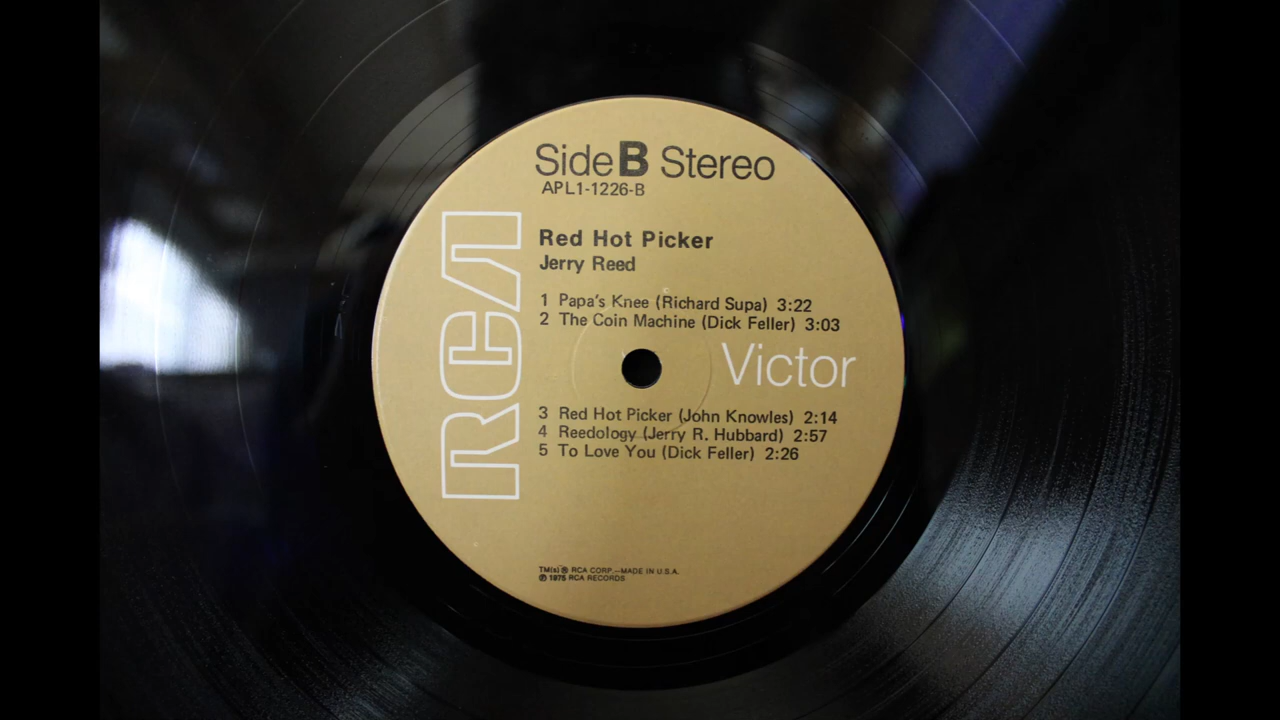 Side B Stereo
APL1-1226-B
RCA
Red Hot Picker
Jerry Reed
1 Papa's Knee (Richard Supa) 3:22
2 The Coin Machine (Dick Feller) 3:03
Victor
3 Red Hot Picker (John Knowles) 2:14
4 Reedology (Jerry R. Hubbard) 2:57
5 To Love You (Dick Feller) 2:26
TM(s) ® RCA CORP.—MADE IN U.S.A.
℗ 1975 RCA RECORDS